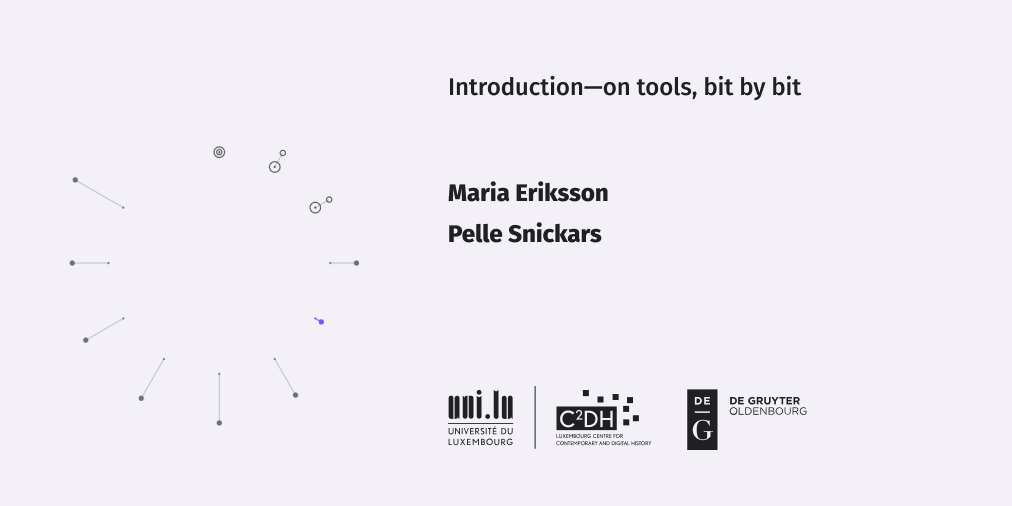 Introduction—on tools, bit by bit
Maria Eriksson
Pelle Snickars
uni.lu
UNIVERSITÉ DU
LUXEMBOURG
C²DH
LUXEMBOURG CENTRE FOR
CONTEMPORARY AND DIGITAL HISTORY
DE
G
DE GRUYTER
OLDENBOURG